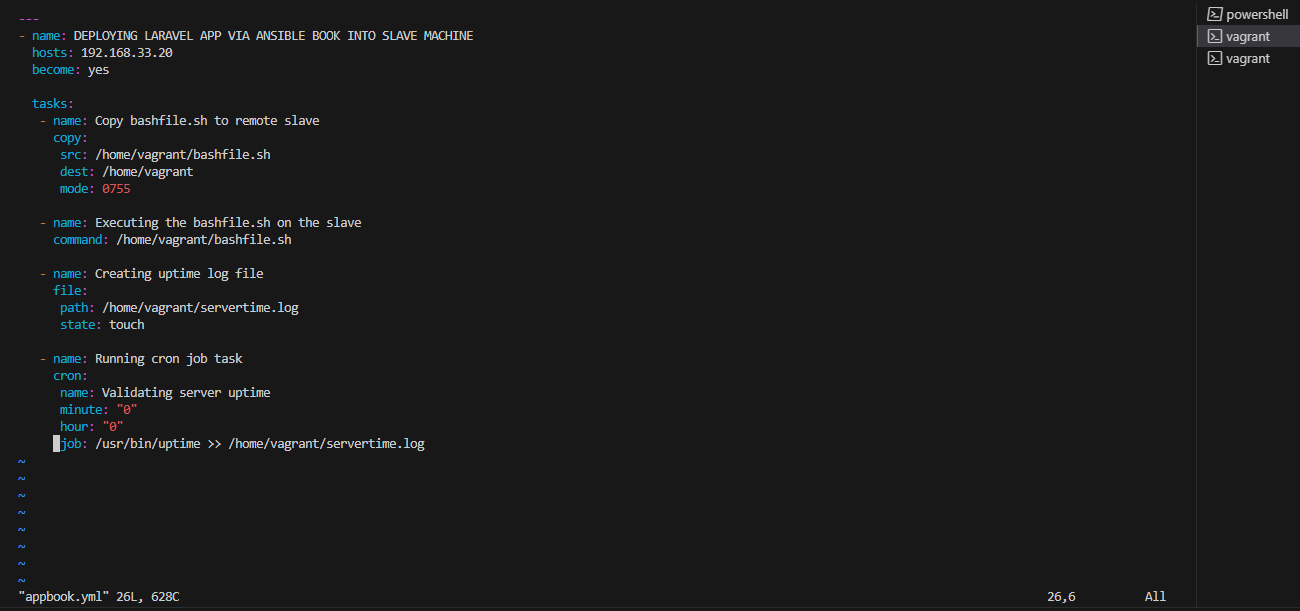 ---
- name: DEPLOYING LARAVEL APP VIA ANSIBLE BOOK INTO SLAVE MACHINE
  hosts: 192.168.33.20
  become: yes

  tasks:
   - name: Copy bashfile.sh to remote slave
     copy:
      src: /home/vagrant/bashfile.sh
      dest: /home/vagrant
      mode: 0755

   - name: Executing the bashfile.sh on the slave
     command: /home/vagrant/bashfile.sh

   - name: Creating uptime log file
     file:
      path: /home/vagrant/servertime.log
      state: touch

   - name: Running cron job task
     cron:
      name: Validating server uptime
      minute: "0"
      hour: "0"
      job: /usr/bin/uptime >> /home/vagrant/servertime.log
~
~
~
~
~
~
~
~
"appbook.yml" 26L, 628C 26,6 All
powershell
vagrant
vagrant